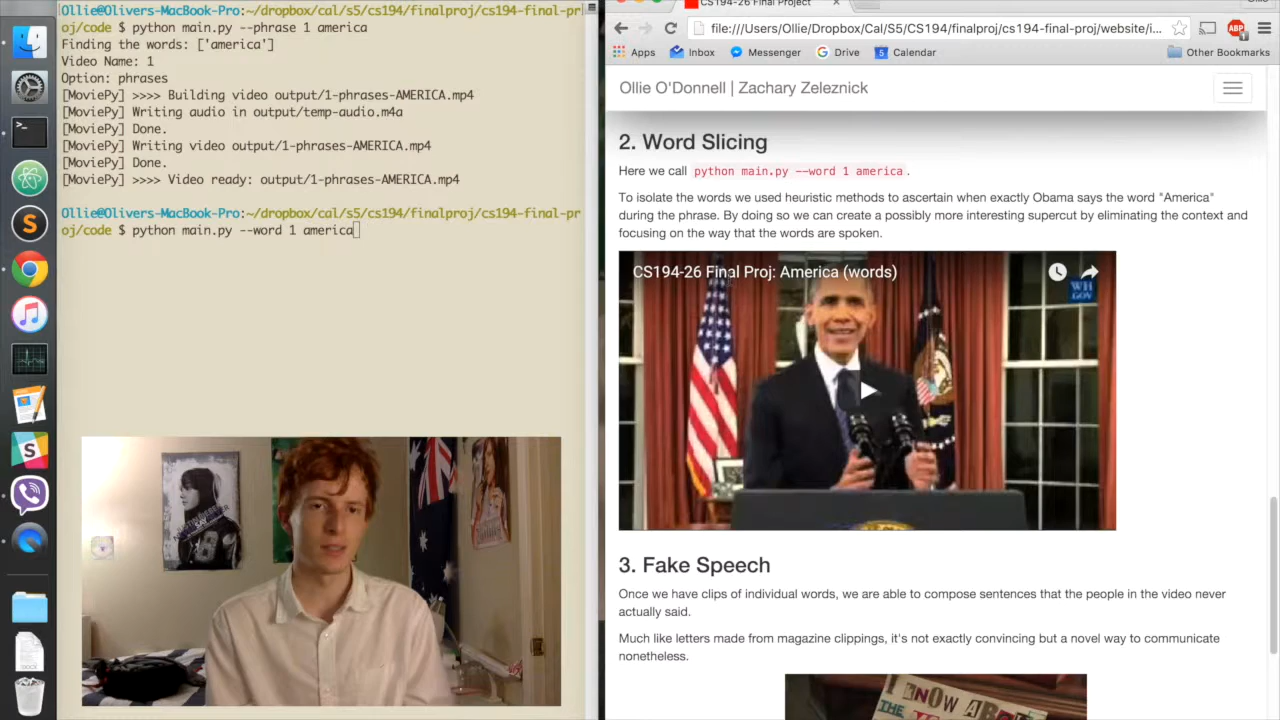 Ollie@Olivers-MacBook-Pro:~/dropbox/cal/s5/cs194/finalproj/cs194-final-pr
oj/code $ python main.py --phrase 1 america
Finding the words: ['america']
Video Name: 1
Option: phrases
[MoviePy] >>>> Building video output/1-phrases-AMERICA.mp4
[MoviePy] Writing audio in output/temp-audio.m4a
[MoviePy] Done.
[MoviePy] Writing video output/1-phrases-AMERICA.mp4
[MoviePy] Done.
[MoviePy] >>>> Video ready: output/1-phrases-AMERICA.mp4
Ollie@Olivers-MacBook-Pro:~/dropbox/cal/s5/cs194/finalproj/cs194-final-pr
oj/code $ python main.py --word 1 america
CS194-26 Final Project
file:///Users/Ollie/Dropbox/Cal/S5/CS194/finalproj/cs194-final-proj/website/i...
ABP
1
Apps Inbox Messenger Drive Calendar Other Bookmarks
Ollie O'Donnell | Zachary Zeleznick
2. Word Slicing
Here we call python main.py --word 1 america.
To isolate the words we used heuristic methods to ascertain when exactly Obama says the word "America"
during the phrase. By doing so we can create a possibly more interesting supercut by eliminating the context and
focusing on the way that the words are spoken.
CS194-26 Final Proj: America (words)
WH
GOV
3. Fake Speech
Once we have clips of individual words, we are able to compose sentences that the people in the video never
actually said.
Much like letters made from magazine clippings, it's not exactly convincing but a novel way to communicate
nonetheless.
I KNOW
THE
DOCX